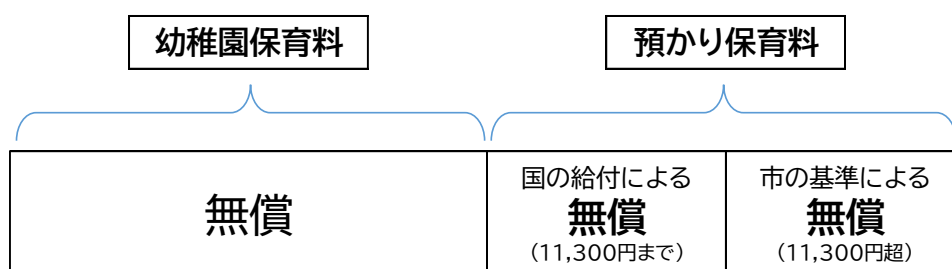 幼稚園保育料
預かり保育料
無償
国の給付による
無償
(11,300円まで)
市の基準による
無償
(11,300円超)